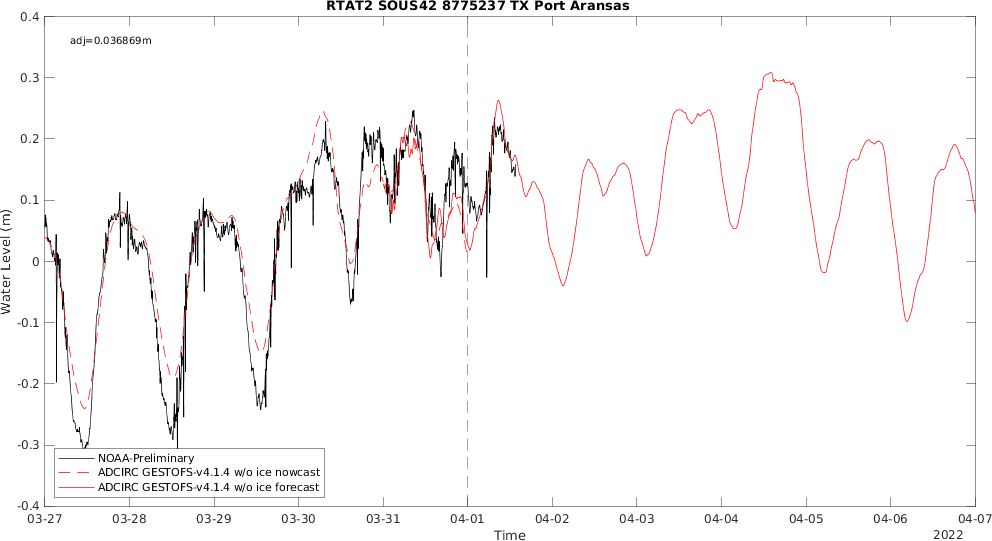 RTAT2 SOUS42 8775237 TX Port Aransas
adj=0.036869m
0.4
0.3
0.2
0.1
0
-0.1
-0.2
-0.3
-0.4
Water Level (m)
NOAA-Preliminary
ADCIRC GESTOFS-v4.1.4 w/o ice nowcast
ADCIRC GESTOFS-v4.1.4 w/o ice forecast
03-27 03-28 03-29 03-30 03-31 04-01 04-02 04-03 04-04 04-05 04-06 04-07
Time
2022